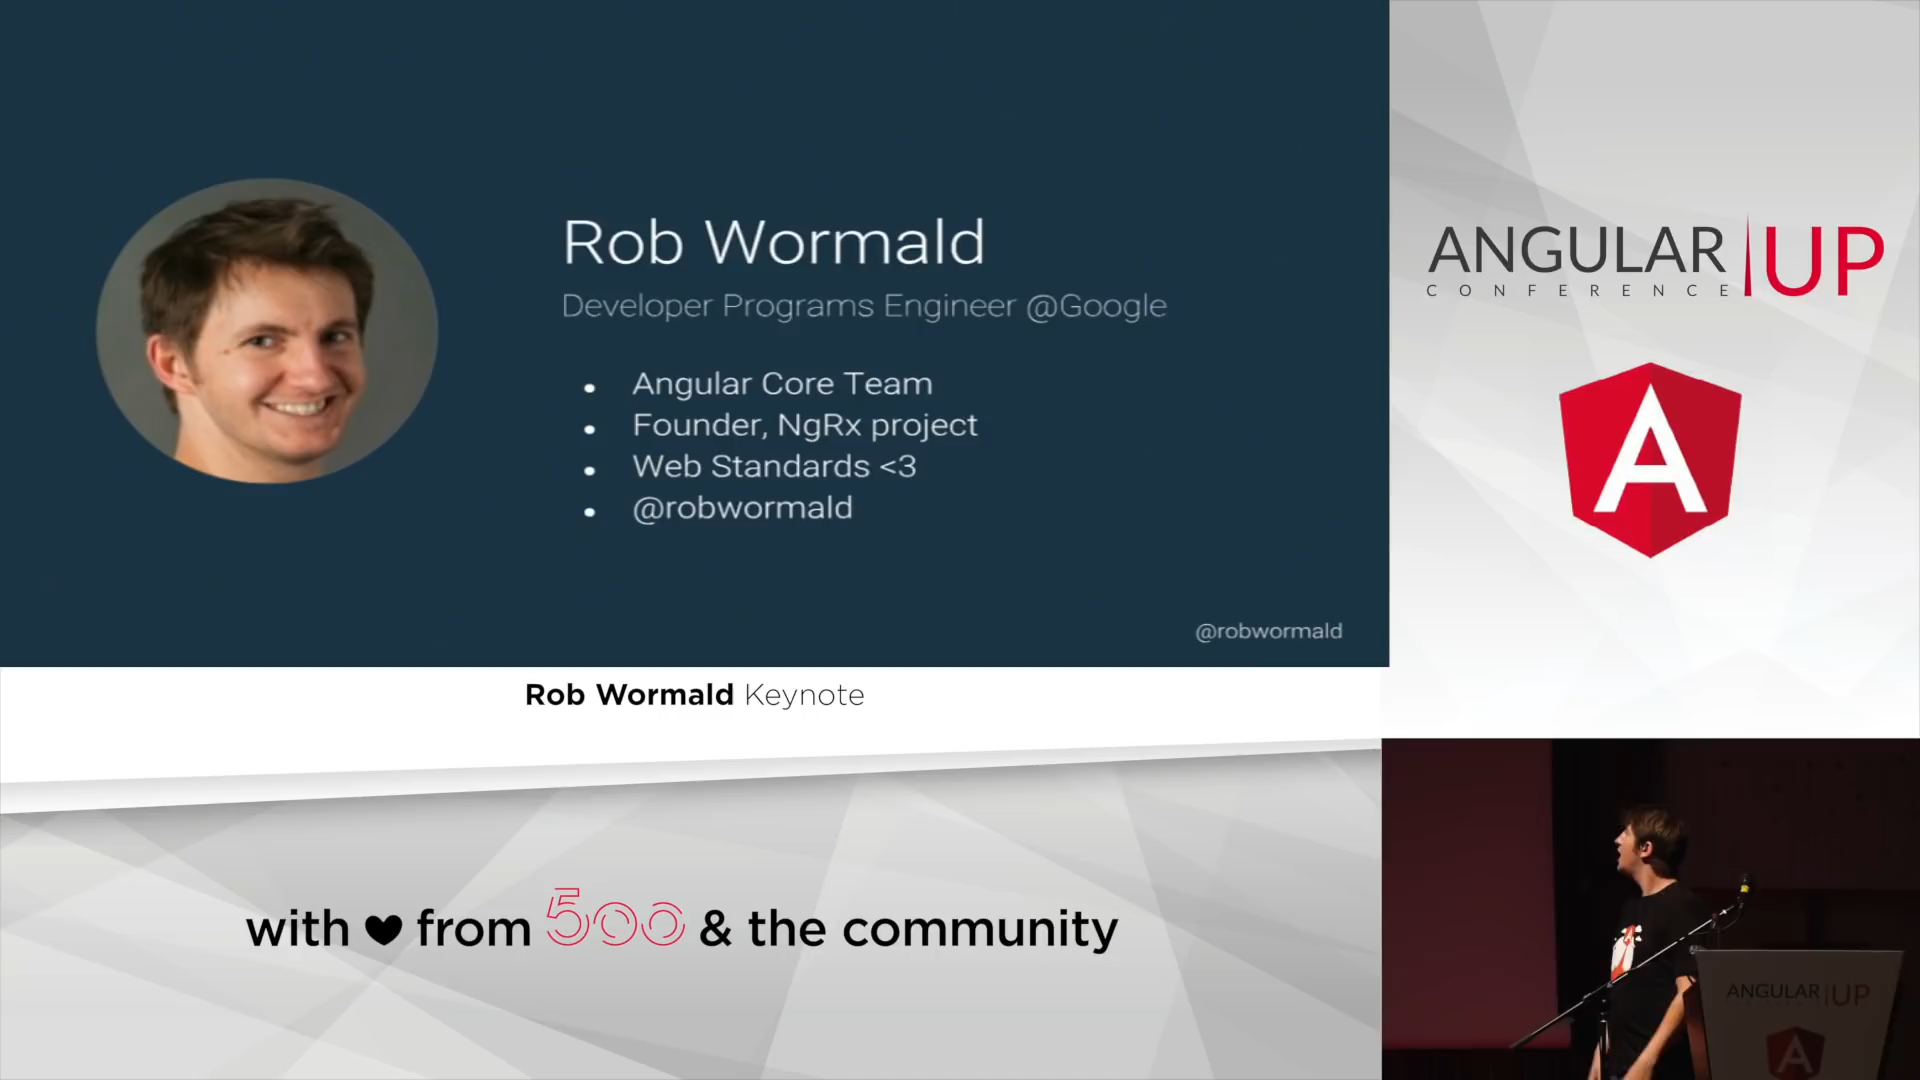 Rob Wormald
Developer Programs Engineer @Google
• Angular Core Team
• Founder, NgRx project
• Web Standards <3
• @robwormald
@robwormald
ANGULAR UP
CONFERENCE
A
Rob Wormald Keynote
with ♥ from 500 & the community
ANGULAR UP
A